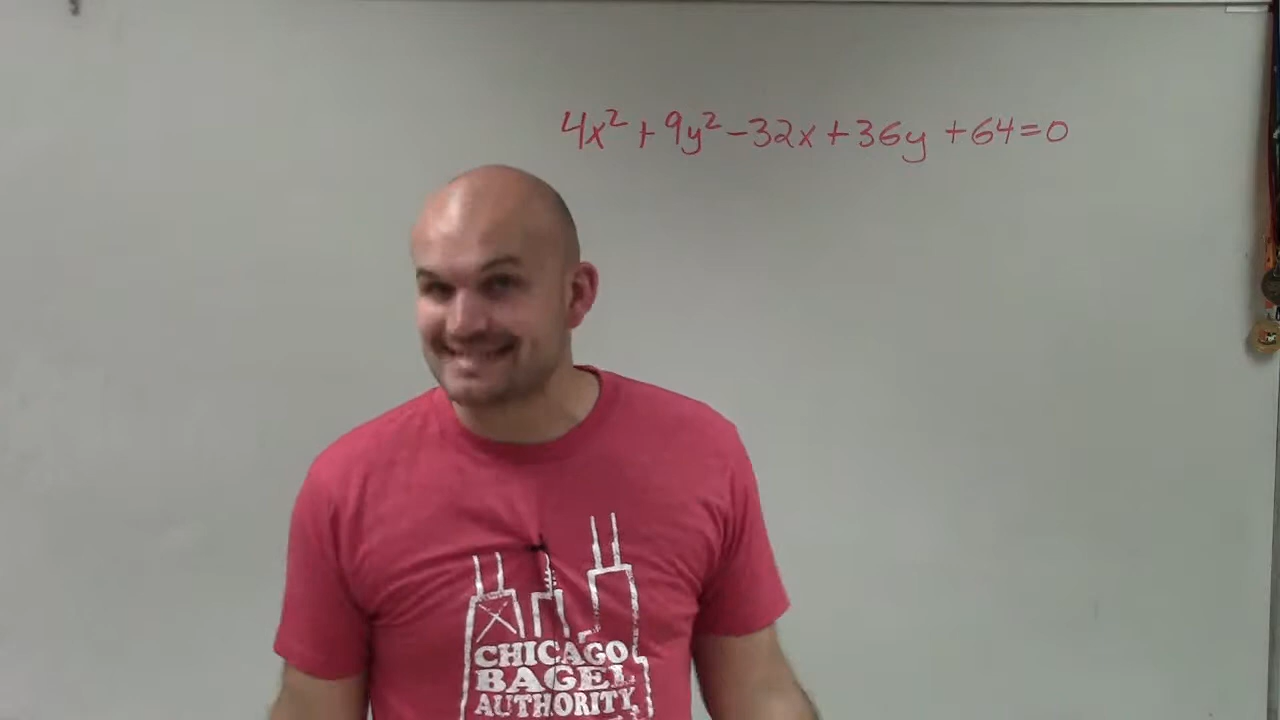 4x² + 9y² - 32x + 36y + 64 = 0
CHICAGO
BAGEL
AUTHORITY